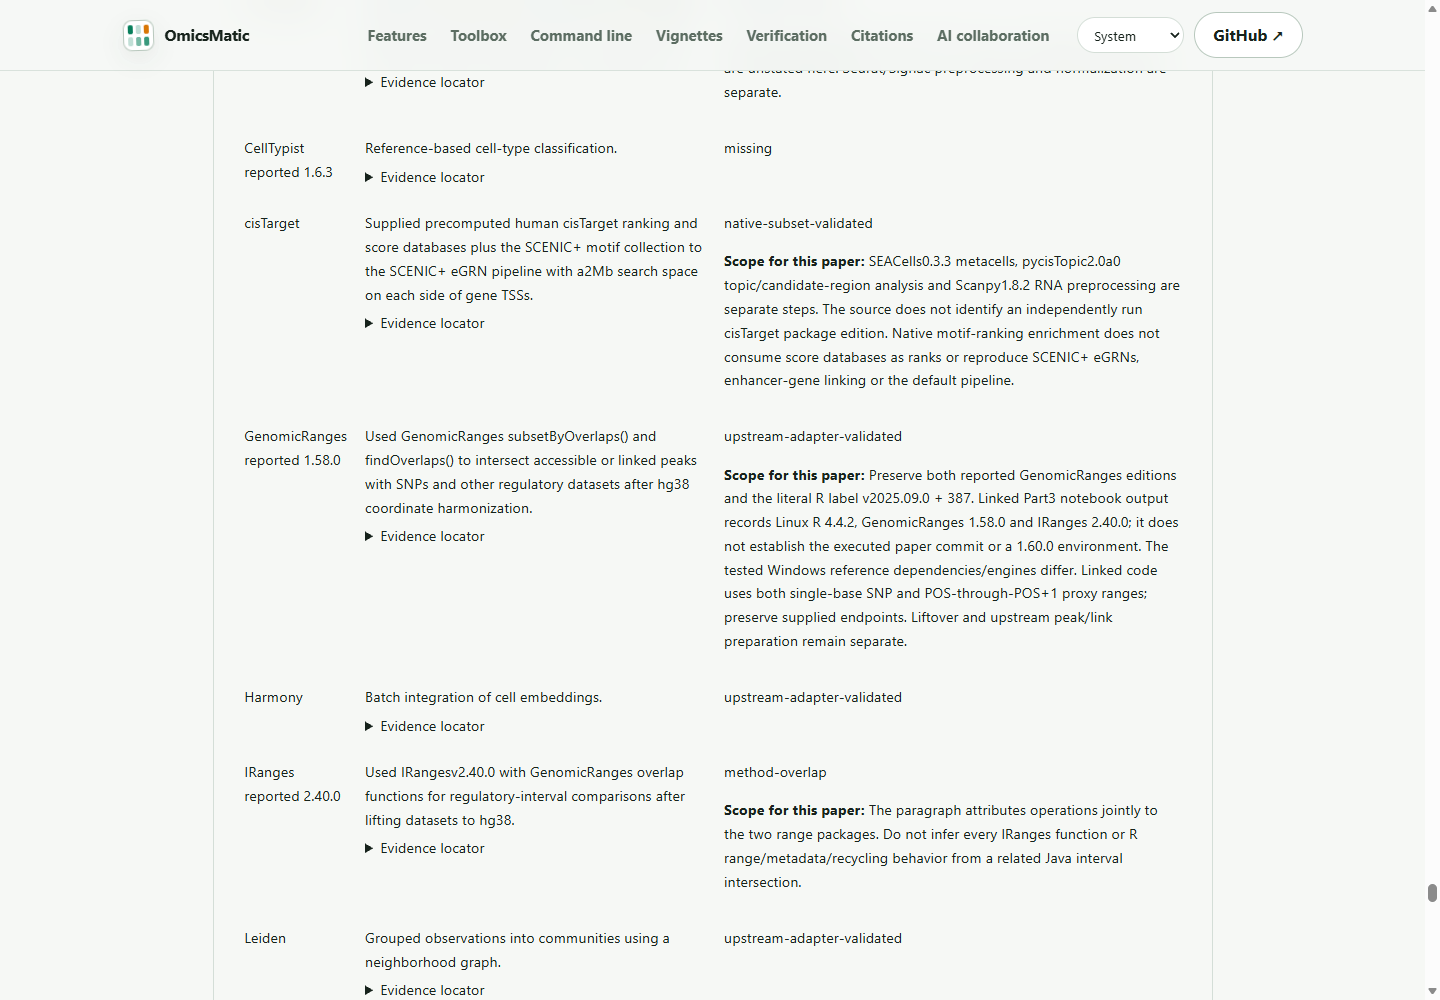 OmicsMatic
Features
Toolbox
Command line
Vignettes
Verification
Citations
AI collaboration
System
GitHub ↗
Evidence locator
separate.
CellTypist
reported 1.6.3
Reference-based cell-type classification.
Evidence locator
missing
cisTarget
Supplied precomputed human cisTarget ranking and
score databases plus the SCENIC+ motif collection to
the SCENIC+ eGRN pipeline with a2Mb search space
on each side of gene TSSs.
Evidence locator
native-subset-validated
Scope for this paper: SEACells0.3.3 metacells, pycisTopic2.0a0
topic/candidate-region analysis and Scanpy1.8.2 RNA preprocessing are
separate steps. The source does not identify an independently run
cisTarget package edition. Native motif-ranking enrichment does not
consume score databases as ranks or reproduce SCENIC+ eGRNs,
enhancer-gene linking or the default pipeline.
GenomicRanges
reported 1.58.0
Used GenomicRanges subsetByOverlaps() and
findOverlaps() to intersect accessible or linked peaks
with SNPs and other regulatory datasets after hg38
coordinate harmonization.
Evidence locator
upstream-adapter-validated
Scope for this paper: Preserve both reported GenomicRanges editions
and the literal R label v2025.09.0 + 387. Linked Part3 notebook output
records Linux R 4.4.2, GenomicRanges 1.58.0 and IRanges 2.40.0; it does
not establish the executed paper commit or a 1.60.0 environment. The
tested Windows reference dependencies/engines differ. Linked code
uses both single-base SNP and POS-through-POS+1 proxy ranges;
preserve supplied endpoints. Liftover and upstream peak/link
preparation remain separate.
Harmony
Batch integration of cell embeddings.
Evidence locator
upstream-adapter-validated
IRanges
reported 2.40.0
Used IRangesv2.40.0 with GenomicRanges overlap
functions for regulatory-interval comparisons after
lifting datasets to hg38.
Evidence locator
method-overlap
Scope for this paper: The paragraph attributes operations jointly to
the two range packages. Do not infer every IRanges function or R
range/metadata/recycling behavior from a related Java interval
intersection.
Leiden
Grouped observations into communities using a
neighborhood graph.
Evidence locator
upstream-adapter-validated